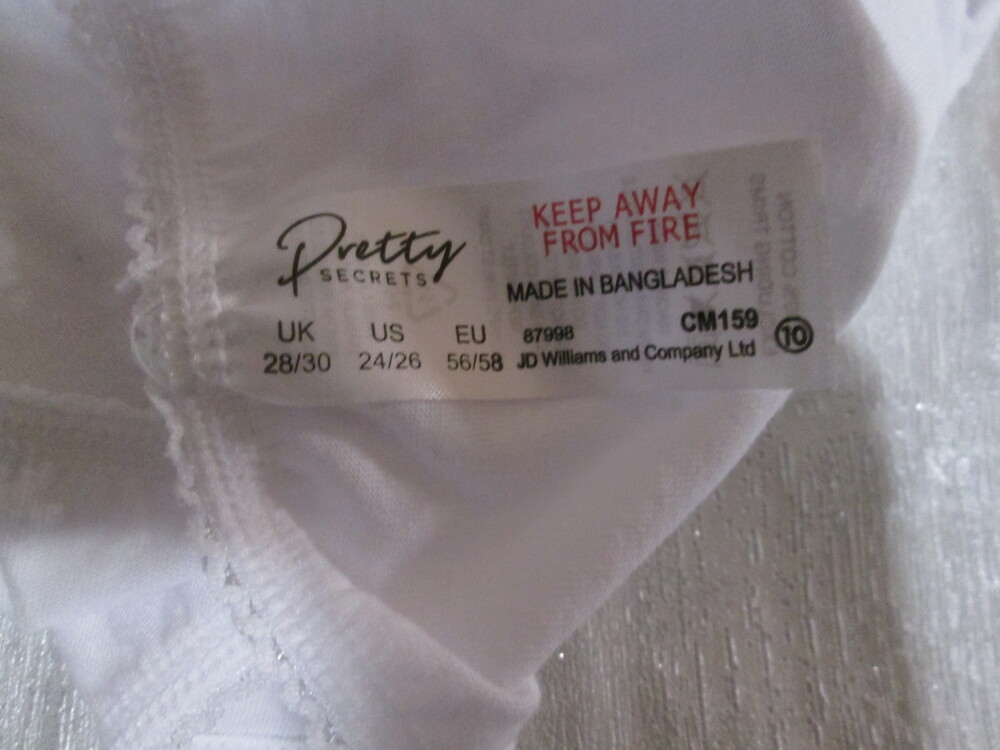 Pretty
SECRETS
UK US EU
28/30 24/26 56/58
KEEP AWAY
FROM FIRE
MADE IN BANGLADESH
87998 CM159
JD Williams and Company Ltd
10